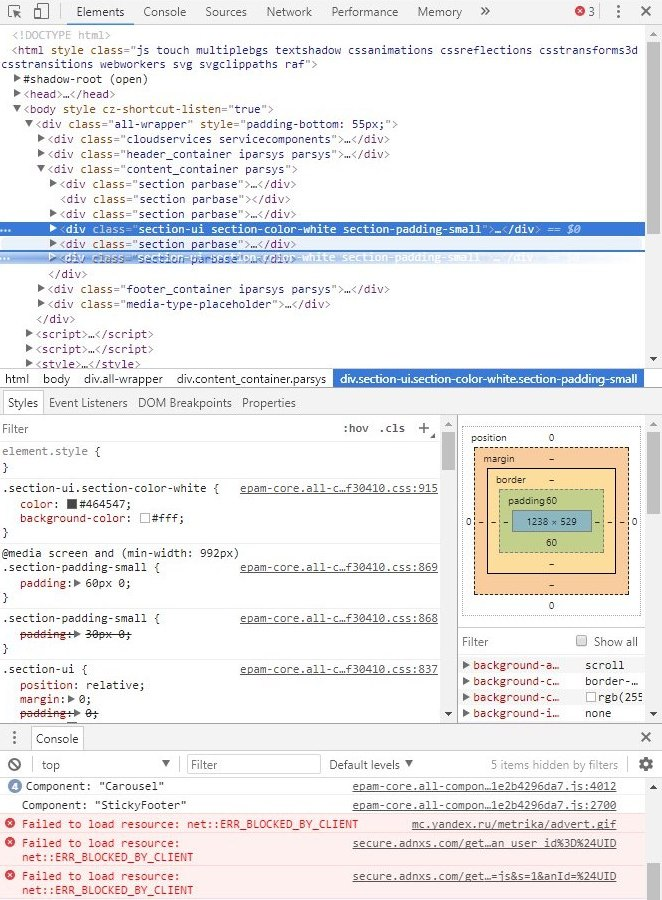 Elements Console Sources Network Performance Memory » 3
<!DOCTYPE html>
<html style class="js touch multiplebgs textshadow cssanimations cssreflections csstransforms3d
csstransitions webworkers svg svgclippaths raf">
#shadow-root (open)
<head>…</head>
<body style cz-shortcut-listen="true">
<div class="all-wrapper" style="padding-bottom: 55px;">
<div class="cloudservices servicecomponents">…</div>
<div class="header_container iparsys parsys">…</div>
<div class="content_container parsys">
<div class="section parbase">…</div>
<div class="section parbase"></div>
<div class="section parbase">…</div>
<div class="section-ui section-color-white section-padding-small">…</div> == $0
<div class="section parbase">…</div>
<div class="section parbase">…</div>
</div>
<div class="footer_container iparsys parsys">…</div>
<div class="media-type-placeholder">…</div>
</div>
<script>…</script>
<script>…</script>
<style>…</style>
html body div.all-wrapper div.content_container.parsys div.section-ui.section-color-white.section-padding-small
Styles Event Listeners DOM Breakpoints Properties
Filter :hov .cls +
element.style {
}
.section-ui.section-color-white { epam-core.all-c…f30410.css:915
color: #464547;
background-color: #fff;
}
@media screen and (min-width: 992px)
.section-padding-small { epam-core.all-c…f30410.css:869
padding: 60px 0;
}
.section-padding-small { epam-core.all-c…f30410.css:868
padding: 30px 0;
}
.section-ui { epam-core.all-c…f30410.css:837
position: relative;
margin: 0;
padding: 0;
position 0
margin –
border –
padding 60
0 – – 1238 × 529 – – 0
60
–
–
0
Filter Show all
background-a… scroll
background-c… border-…
background-c… rgb(255
background-i… none
Console
top Filter Default levels 5 items hidden by filters
4 Component: "Carousel" epam-core.all-compon…1e2b4296da7.js:4012
Component: "StickyFooter" epam-core.all-compon…1e2b4296da7.js:2700
Failed to load resource: net::ERR_BLOCKED_BY_CLIENT mc.yandex.ru/metrika/advert.gif
Failed to load resource: secure.adnxs.com/get…an_user_id%3D%24UID
net::ERR_BLOCKED_BY_CLIENT
Failed to load resource: secure.adnxs.com/get…=js&s=1&anId=%24UID
net::ERR_BLOCKED_BY_CLIENT